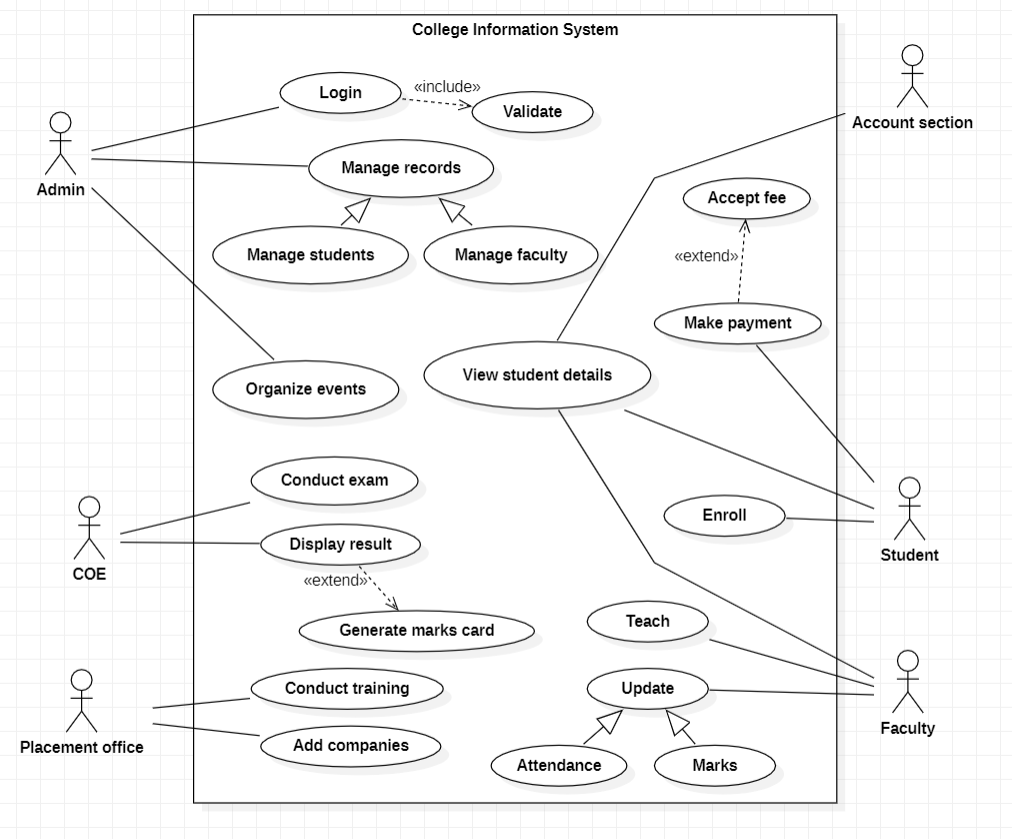 College Information System
Login
«include»
Validate
Account section
Admin
Manage records
Accept fee
Manage students
Manage faculty
«extend»
Make payment
View student details
Organize events
Conduct exam
Enroll
Display result
Student
COE
«extend»
Generate marks card
Teach
Conduct training
Update
Faculty
Placement office
Add companies
Attendance
Marks